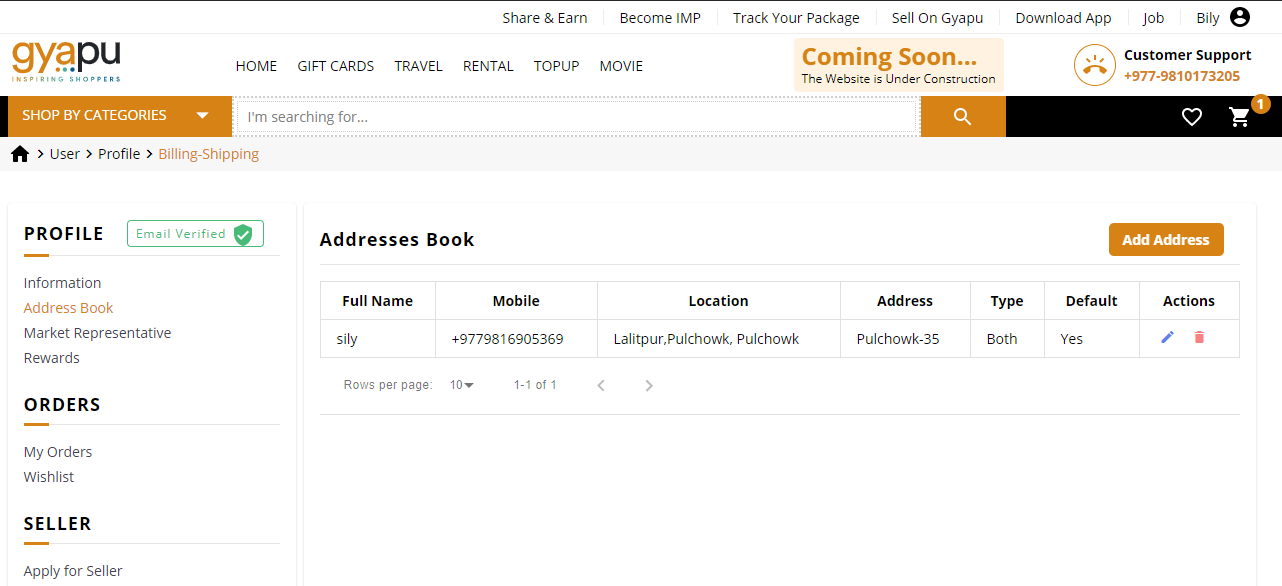 Share & Earn Become IMP Track Your Package Sell On Gyapu Download App Job Bily
gyapu
INSPIRING SHOPPERS
HOME GIFT CARDS TRAVEL RENTAL TOPUP MOVIE
Coming Soon...
The Website is Under Construction
Customer Support
+977-9810173205
SHOP BY CATEGORIES
I'm searching for...
1
User Profile Billing-Shipping
PROFILE
Email Verified
Information
Address Book
Market Representative
Rewards
ORDERS
My Orders
Wishlist
SELLER
Apply for Seller
Addresses Book
Add Address
Full Name Mobile Location Address Type Default Actions
sily +9779816905369 Lalitpur,Pulchowk, Pulchowk Pulchowk-35 Both Yes
Rows per page: 10 1-1 of 1